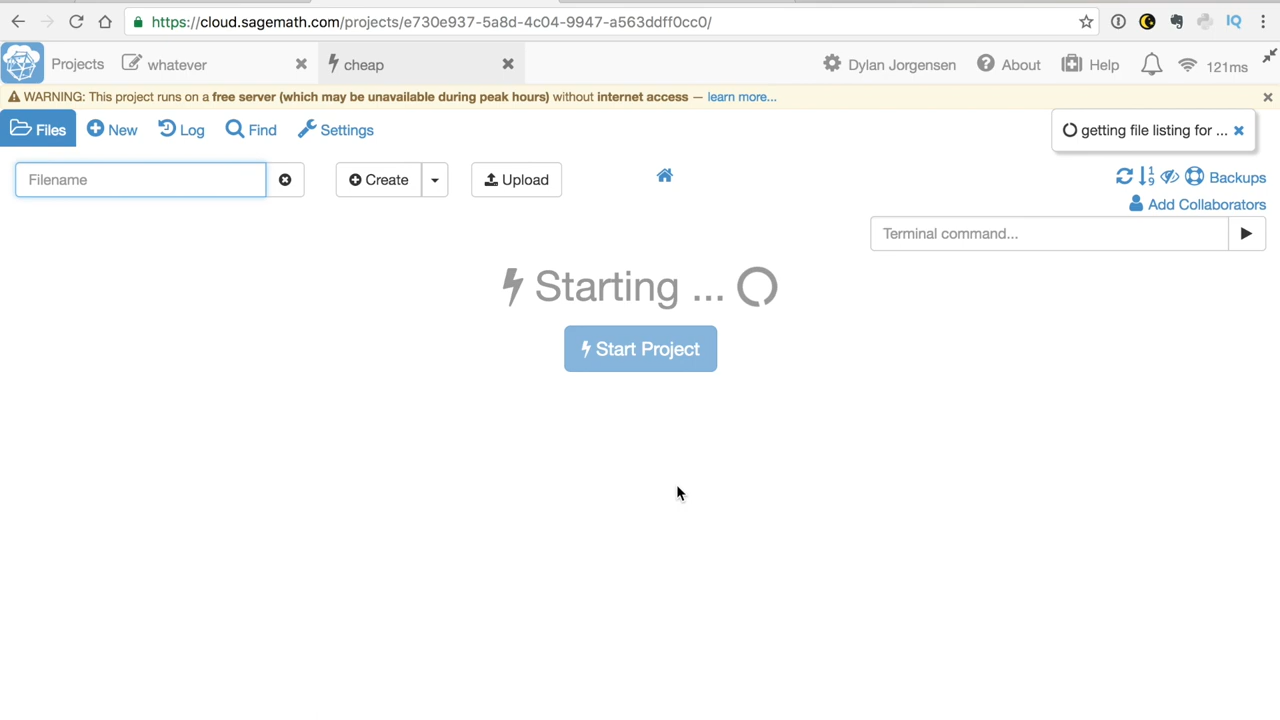 https://cloud.sagemath.com/projects/e730e937-5a8d-4c04-9947-a563ddff0cc0/
IQ
Projects
whatever
cheap
Dylan Jorgensen
About
Help
121ms
WARNING: This project runs on a free server (which may be unavailable during peak hours) without internet access — learn more...
Files
New
Log
Find
Settings
getting file listing for ...
Filename
Create
Upload
Backups
Add Collaborators
Terminal command...
Starting ...
Start Project